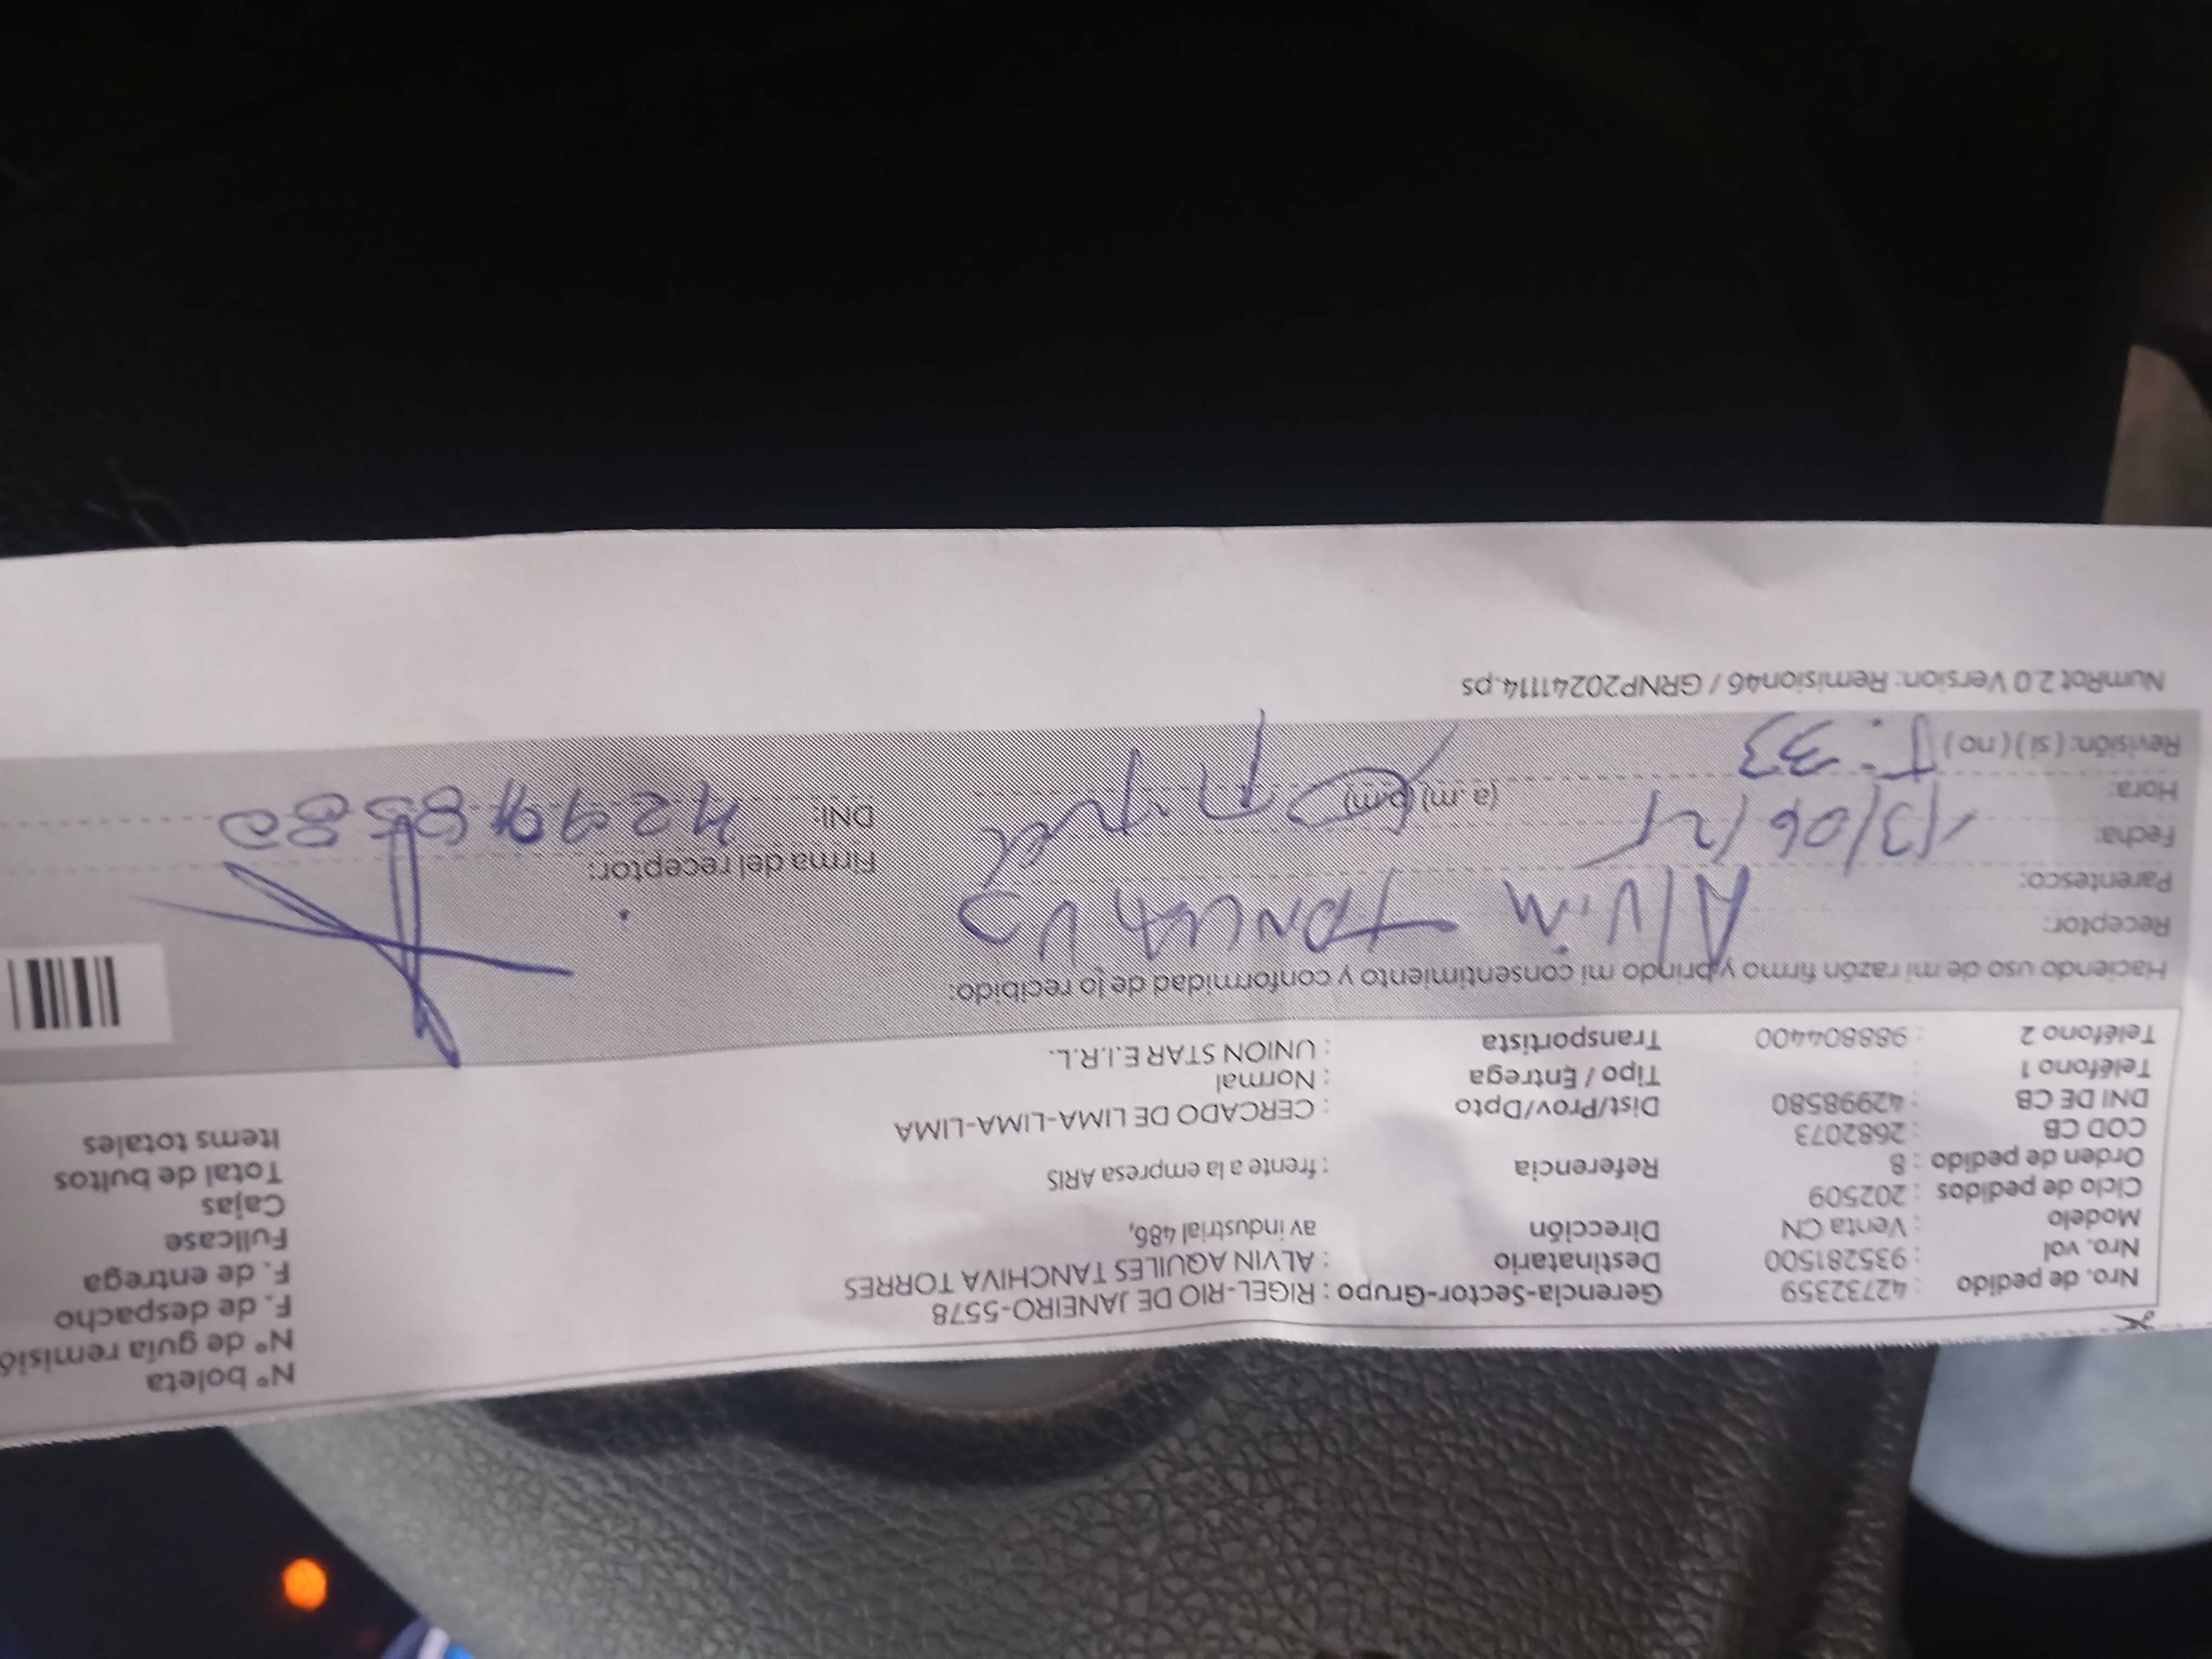 N° boleta
N° de guía remisió
F. de despacho
F. de entrega
Fullcase
Cajas
Total de bultos
Items totales
Nro. de pedido : 42732359 Gerencia-Sector-Grupo : RIGEL-RIO DE JANEIRO-5578
Nro. vol : 935281500 Destinatario : ALVIN AQUILES TANCHIVA TORRES
Modelo : Venta CN Dirección av industrial 486,
Ciclo de pedidos : 202509
Orden de pedido : 8 Referencia : frente a la empresa ARIS
COD CB : 2682073
DNI DE CB : 42998580 Dist/Prov/Dpto : CERCADO DE LIMA-LIMA-LIMA
Teléfono 1 : Tipo / Entrega : Normal
Teléfono 2 : 988804400 Transportista : UNION STAR E.I.R.L.
Haciendo uso de mi razón firmo y brindo mi consentimiento y conformidad de lo recibido:
Receptor: Alvin
Parentesco:
Firma del receptor:
Fecha: 13/06/25
Hora: (a.m) (p.m) DNI: 42998580
Revisión: ( si ) ( no ) : 33
NumRot 2.0 Version: Remision46 / GRNP20241114.ps